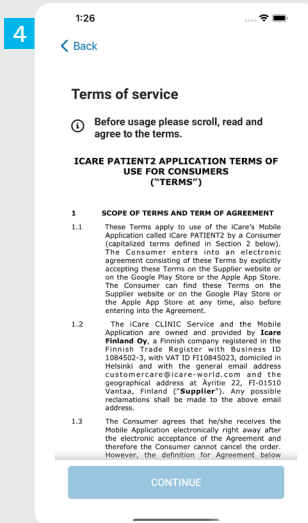 4
1:26
Back
Terms of service
Before usage please scroll, read and
agree to the terms.
ICARE PATIENT2 APPLICATION TERMS OF
USE FOR CONSUMERS
("TERMS")
1 SCOPE OF TERMS AND TERM OF AGREEMENT
1.1 These Terms apply to use of the iCare's Mobile
Application called iCare PATIENT2 by a Consumer
(capitalized terms defined in Section 2 below).
The Consumer enters into an electronic
agreement consisting of these Terms by explicitly
accepting these Terms on the Supplier website or
on the Google Play Store or the Apple App Store.
The Consumer can find these Terms on the
Supplier website or on the Google Play Store or
the Apple App Store at any time, also before
entering into the Agreement.
1.2 The iCare CLINIC Service and the Mobile
Application are owned and provided by Icare
Finland Oy, a Finnish company registered in the
Finnish Trade Register with Business ID
1084502-3, with VAT ID FI10845023, domiciled in
Helsinki and with the general email address
customercare@icare-world.com and the
geographical address at Äyritie 22, FI-01510
Vantaa, Finland ("Supplier"). Any possible
reclamations shall be made to the above email
address.
1.3 The Consumer agrees that he/she receives the
Mobile Application electronically right away after
the electronic acceptance of the Agreement and
therefore the Consumer cannot cancel the order.
However, the definition for Agreement below
CONTINUE